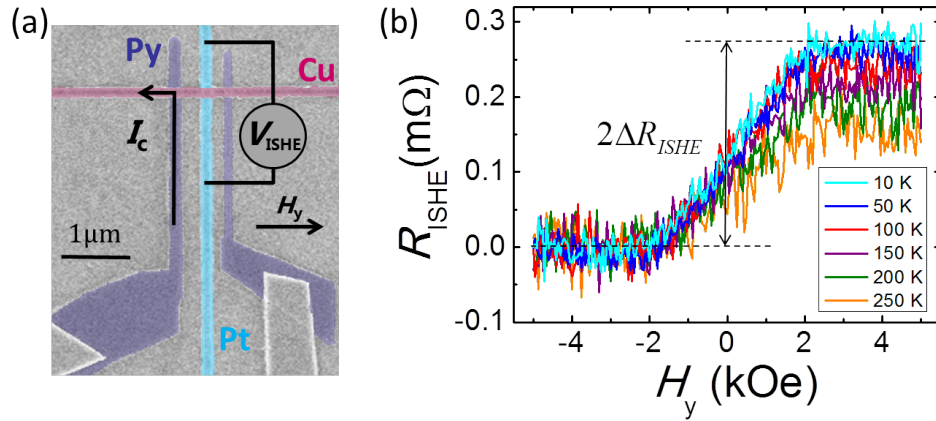 (a)
Py
Cu
I_c
V_ISHE
H_y
1μm
Pt
(b)
R_ISHE (mΩ)
0.3
0.2
0.1
0.0
-0.1
2ΔR_ISHE
10 K
50 K
100 K
150 K
200 K
250 K
-4 -2 0 2 4
H_y (kOe)